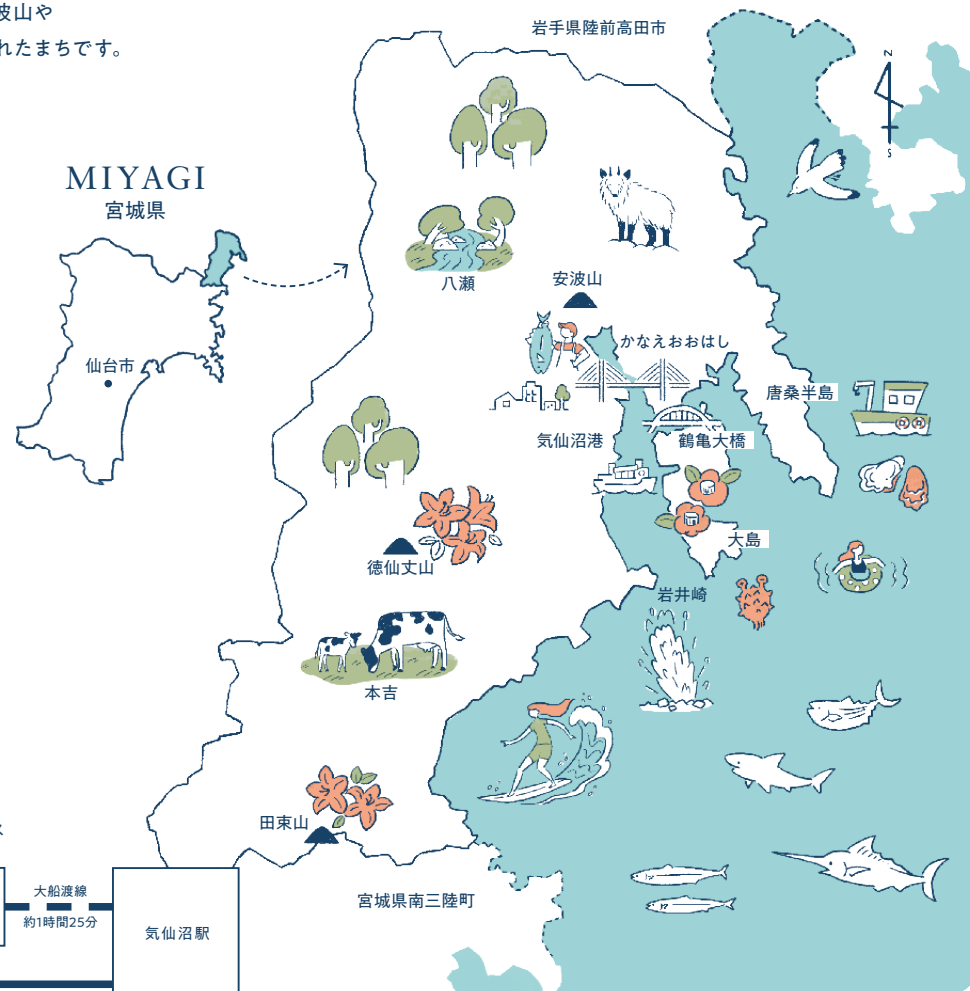 波山や
れたまちです。
岩手県陸前高田市
N
S
MIYAGI
宮城県
仙台市
八瀬
安波山
かなえおおはし
唐桑半島
気仙沼港
鶴亀大橋
大島
徳仙丈山
岩井崎
本吉
田束山
宮城県南三陸町
大船渡線
約1時間25分
気仙沼駅